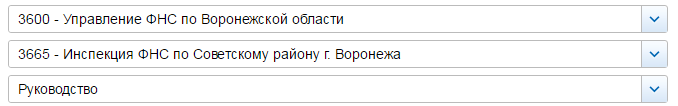 3600 - Управление ФНС по Воронежской области
3665 - Инспекция ФНС по Советскому району г. Воронежа
Руководство